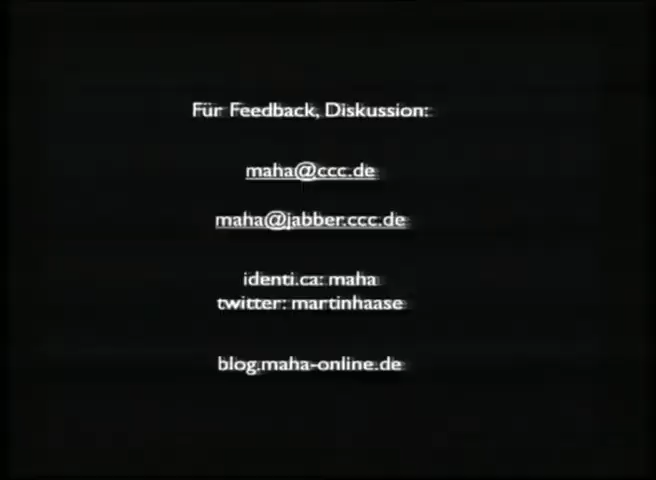 Für Feedback, Diskussion:
maha@ccc.de
maha@jabber.ccc.de
identi.ca: maha
twitter: martinhaase
blog.maha-online.de